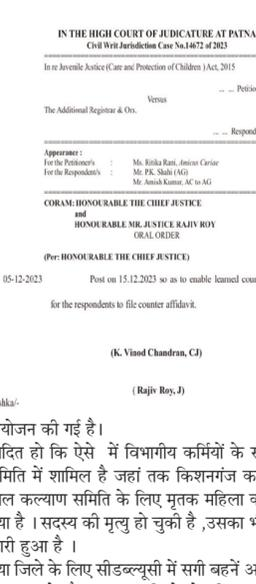 IN THE HIGH COURT OF JUDICATURE AT PATNA
Civil Writ Jurisdiction Case No.14672 of 2023
In re Juvenile Justice (Care and Protection of Children ) Act, 2015
... ... Petitio
Versus
The Additional Registrar & Ors.
... ... Respond
Appearance :
For the Petitioner/s : Ms. Ritika Rani, Amicus Curiae
For the Respondent/s : Mr. P.K. Shahi (AG)
Mr. Amish Kumar, AC to AG
CORAM: HONOURABLE THE CHIEF JUSTICE
and
HONOURABLE MR. JUSTICE RAJIV ROY
ORAL ORDER
(Per: HONOURABLE THE CHIEF JUSTICE)
05-12-2023 Post on 15.12.2023 so as to enable learned cou
for the respondents to file counter affidavit.
(K. Vinod Chandran, CJ)
( Rajiv Roy, J)
hka/-
योजन की गई है।
दित हो कि ऐसे में विभागीय कर्मियों के स
मिति में शामिल है जहां तक किशनगंज क
ल कल्याण समिति के लिए मृतक महिला व
या है । सदस्य की मृत्यु हो चुकी है ,उसका भ
ारी हुआ है ।
या जिले के लिए सीडब्ल्यूसी में सगी बहनें अ